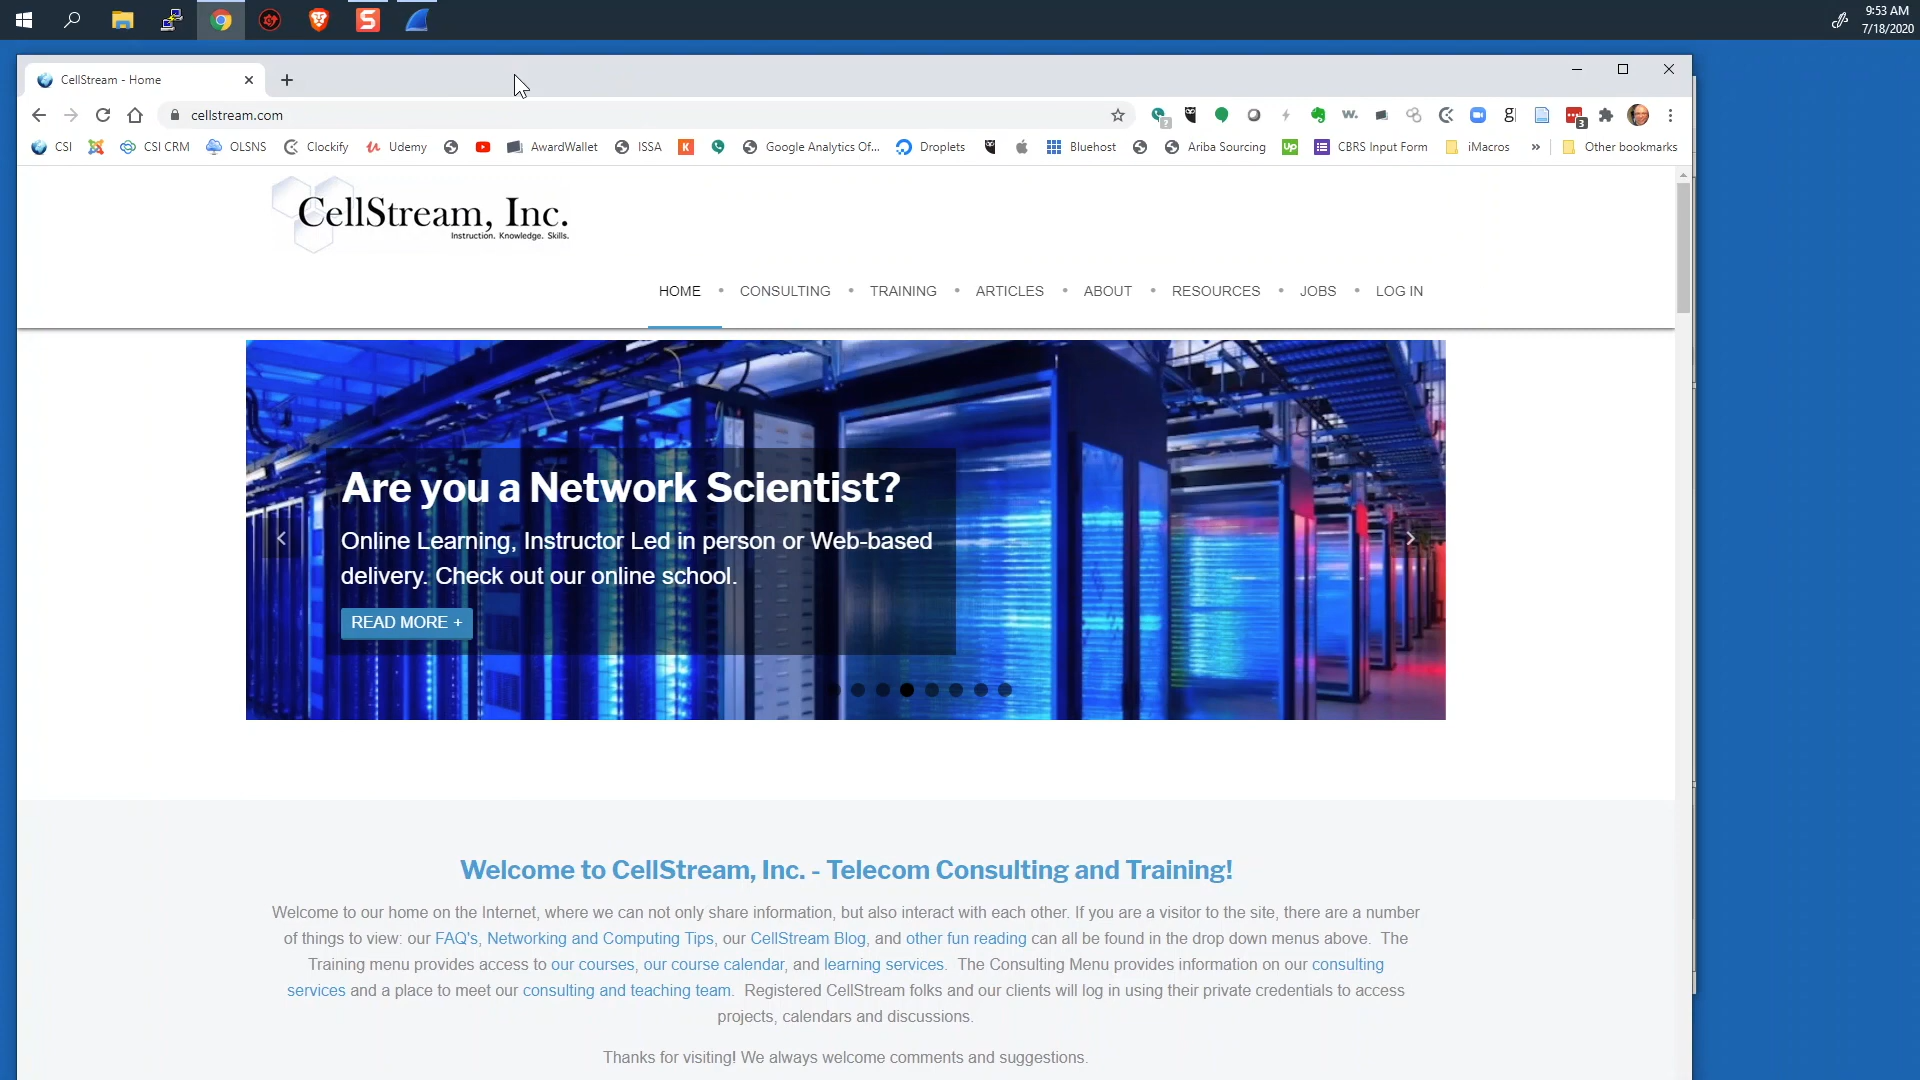 9:53 AM
7/18/2020
CellStream - Home
cellstream.com
CSI
CSI CRM
OLSNS
Clockify
Udemy
AwardWallet
ISSA
K
Google Analytics Of...
Droplets
Bluehost
Ariba Sourcing
Up
CBRS Input Form
iMacros
»
Other bookmarks
CellStream, Inc.
Instruction. Knowledge. Skills.
HOME • CONSULTING • TRAINING • ARTICLES • ABOUT • RESOURCES • JOBS • LOG IN
Are you a Network Scientist?
Online Learning, Instructor Led in person or Web-based
delivery. Check out our online school.
READ MORE +
Welcome to CellStream, Inc. - Telecom Consulting and Training!
Welcome to our home on the Internet, where we can not only share information, but also interact with each other. If you are a visitor to the site, there are a number
of things to view: our FAQ's, Networking and Computing Tips, our CellStream Blog, and other fun reading can all be found in the drop down menus above. The
Training menu provides access to our courses, our course calendar, and learning services. The Consulting Menu provides information on our consulting
services and a place to meet our consulting and teaching team. Registered CellStream folks and our clients will log in using their private credentials to access
projects, calendars and discussions.
Thanks for visiting! We always welcome comments and suggestions.